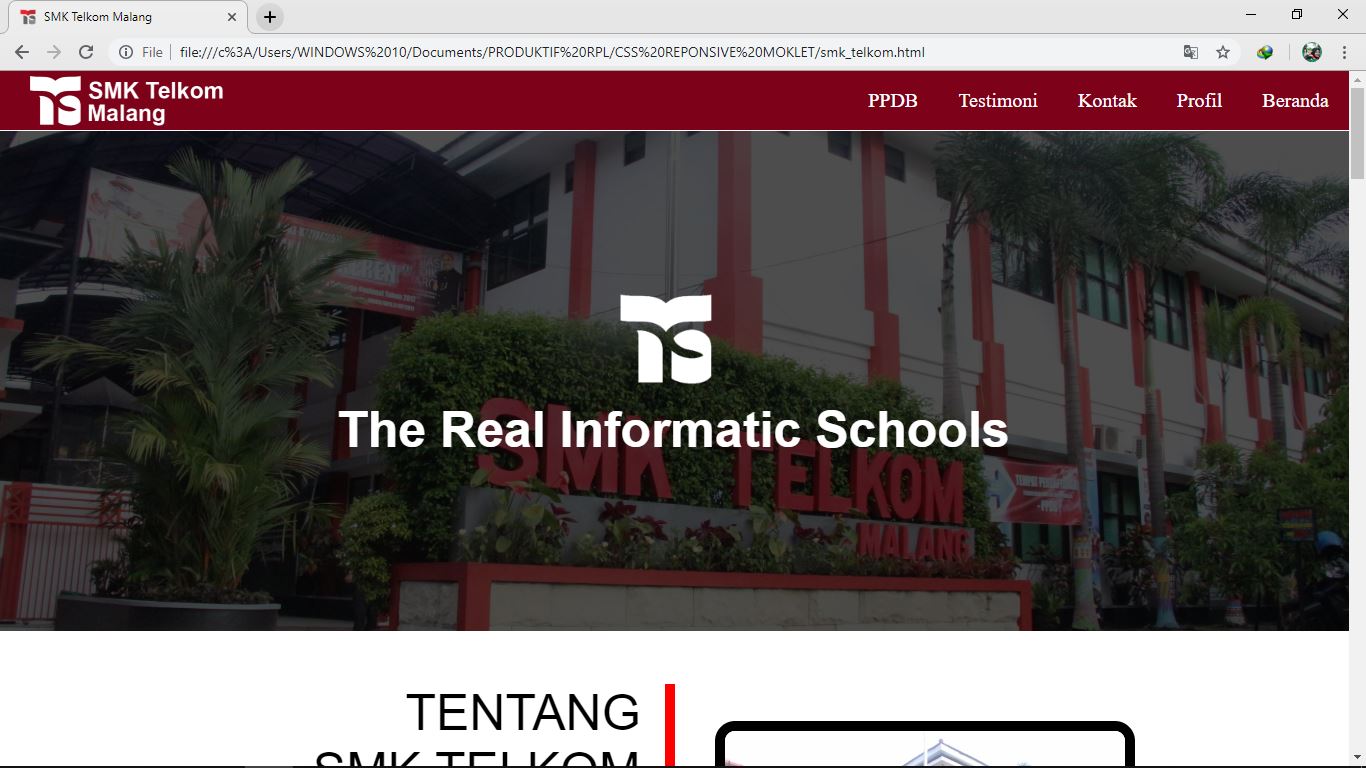 SMK Telkom Malang
File
file:///c%3A/Users/WINDOWS%2010/Documents/PRODUKTIF%20RPL/CSS%20REPONSIVE%20MOKLET/smk_telkom.html
SMK Telkom
Malang
PPDB Testimoni Kontak Profil Beranda
The Real Informatic Schools
SMK TELKOM
MALANG
TENTANG
SMK TELKOM